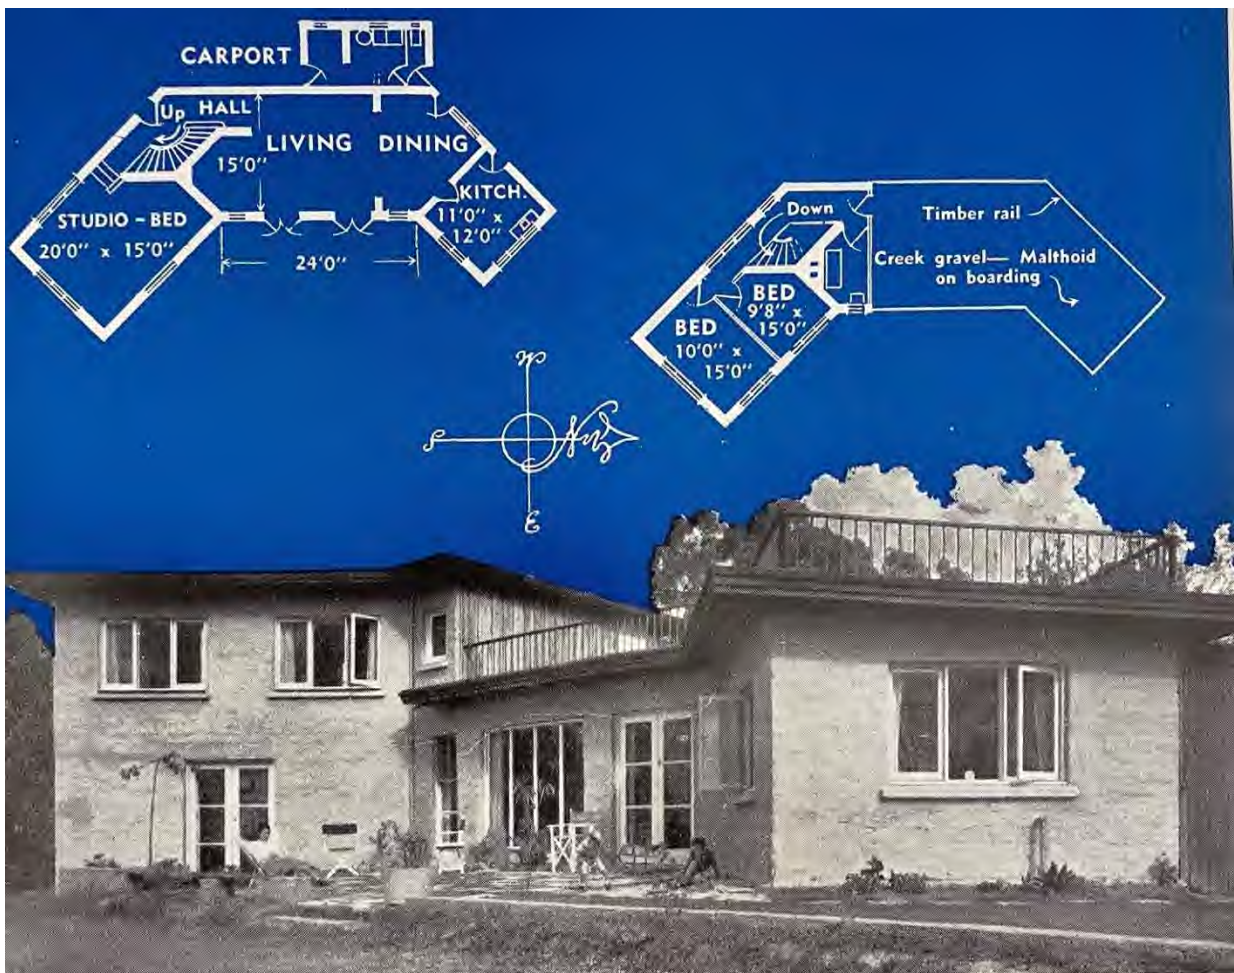 CARPORT
Up HALL
LIVING DINING
15'0"
KITCH.
11'0" x
12'0"
STUDIO - BED
20'0" x 15'0"
24'0"
Down
Timber rail
Creek gravel— Malthoid
on boarding
BED
9'8" x
15'0"
BED
10'0" x
15'0"
W
S
N
E